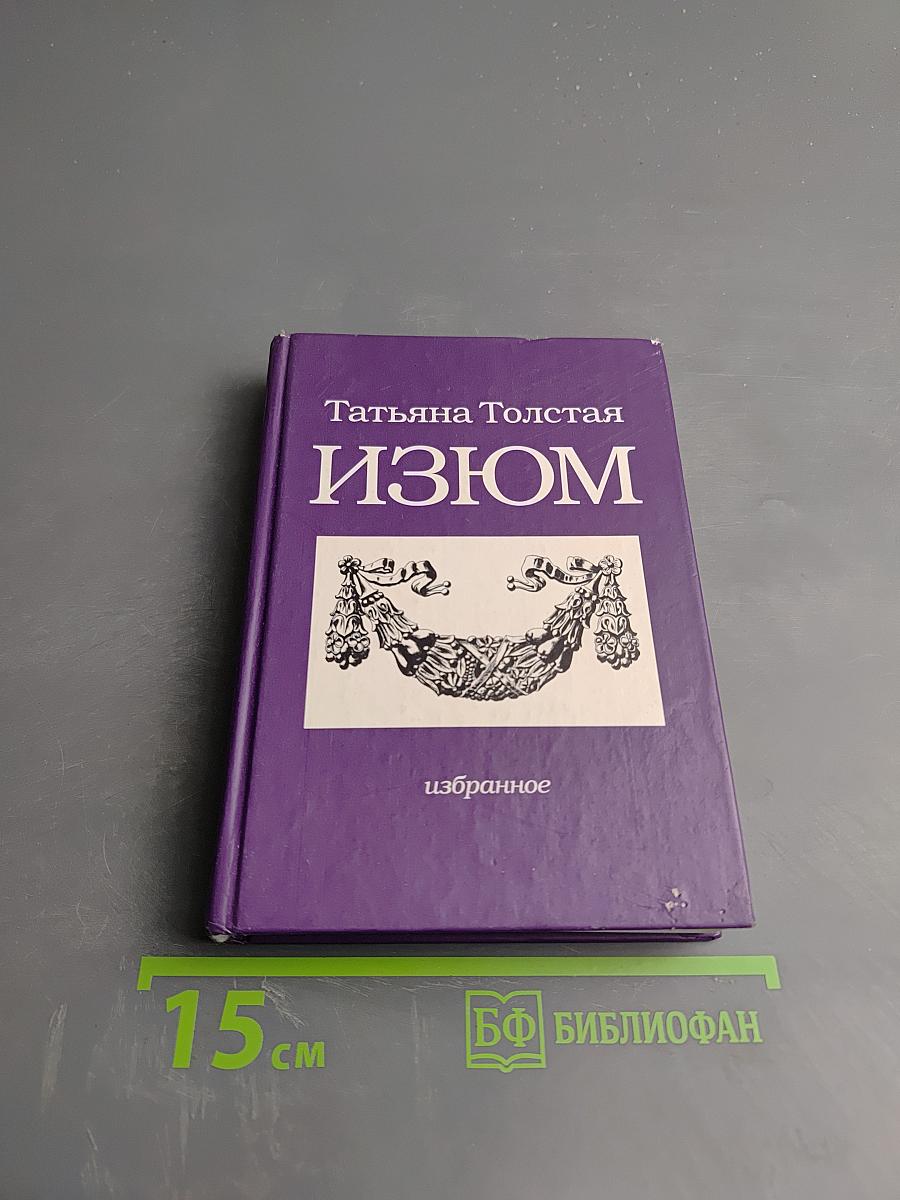 Татьяна Толстая
ИЗЮМ
избранное
15 см
БФ БИБЛИОФАН